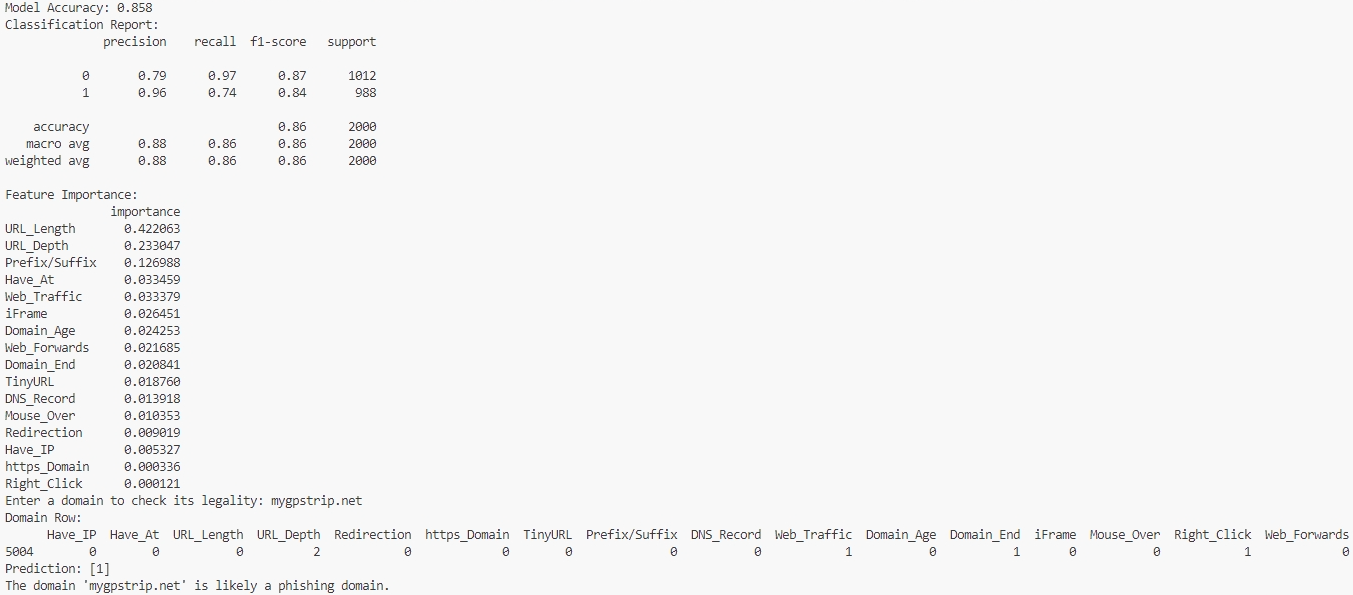 Model Accuracy: 0.858
Classification Report:
precision recall f1-score support
0 0.79 0.97 0.87 1012
1 0.96 0.74 0.84 988
accuracy 0.86 2000
macro avg 0.88 0.86 0.86 2000
weighted avg 0.88 0.86 0.86 2000
Feature Importance:
importance
URL_Length 0.422063
URL_Depth 0.233047
Prefix/Suffix 0.126988
Have_At 0.033459
Web_Traffic 0.033379
iFrame 0.026451
Domain_Age 0.024253
Web_Forwards 0.021685
Domain_End 0.020841
TinyURL 0.018760
DNS_Record 0.013918
Mouse_Over 0.010353
Redirection 0.009019
Have_IP 0.005327
https_Domain 0.000336
Right_Click 0.000121
Enter a domain to check its legality: mygpstrip.net
Domain Row:
Have_IP Have_At URL_Length URL_Depth Redirection https_Domain TinyURL Prefix/Suffix DNS_Record Web_Traffic Domain_Age Domain_End iFrame Mouse_Over Right_Click Web_Forwards
5004 0 0 0 2 0 0 0 0 0 1 0 1 0 0 1 0
Prediction: [1]
The domain 'mygpstrip.net' is likely a phishing domain.